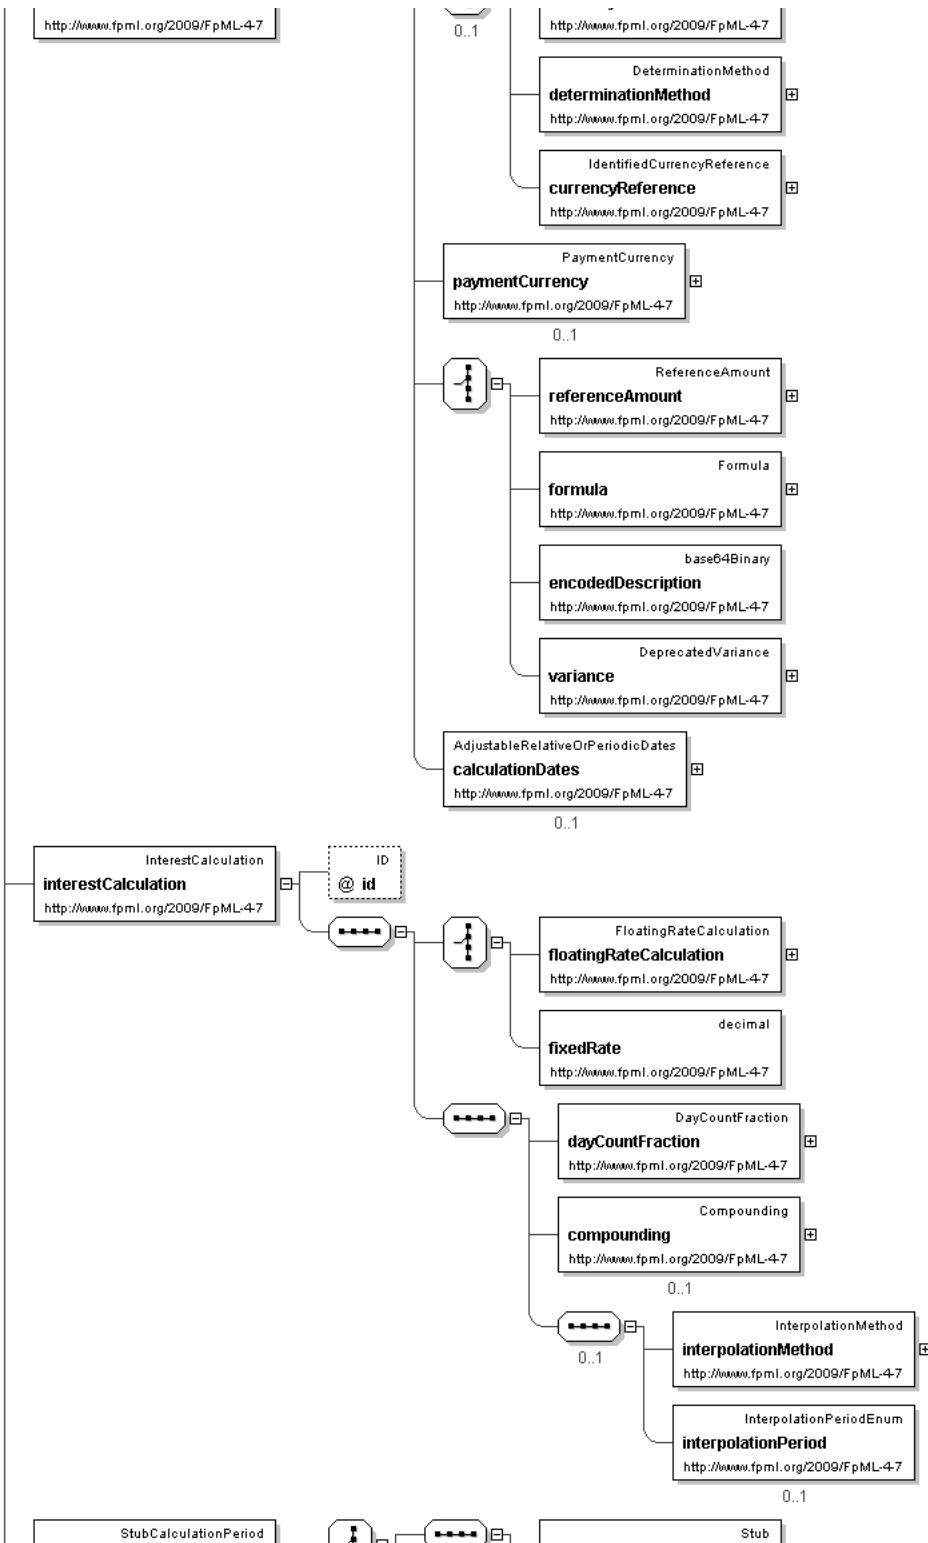 http://www.fpml.org/2009/FpML-4-7
0..1
http://www.fpml.org/2009/FpML-4-7
DeterminationMethod
determinationMethod
http://www.fpml.org/2009/FpML-4-7
IdentifiedCurrencyReference
currencyReference
http://www.fpml.org/2009/FpML-4-7
PaymentCurrency
paymentCurrency
http://www.fpml.org/2009/FpML-4-7
0..1
ReferenceAmount
referenceAmount
http://www.fpml.org/2009/FpML-4-7
Formula
formula
http://www.fpml.org/2009/FpML-4-7
base64Binary
encodedDescription
http://www.fpml.org/2009/FpML-4-7
DeprecatedVariance
variance
http://www.fpml.org/2009/FpML-4-7
AdjustableRelativeOrPeriodicDates
calculationDates
http://www.fpml.org/2009/FpML-4-7
0..1
InterestCalculation
interestCalculation
http://www.fpml.org/2009/FpML-4-7
ID
@ id
FloatingRateCalculation
floatingRateCalculation
http://www.fpml.org/2009/FpML-4-7
decimal
fixedRate
http://www.fpml.org/2009/FpML-4-7
DayCountFraction
dayCountFraction
http://www.fpml.org/2009/FpML-4-7
Compounding
compounding
http://www.fpml.org/2009/FpML-4-7
0..1
0..1
InterpolationMethod
interpolationMethod
http://www.fpml.org/2009/FpML-4-7
InterpolationPeriodEnum
interpolationPeriod
http://www.fpml.org/2009/FpML-4-7
0..1
StubCalculationPeriod
Stub